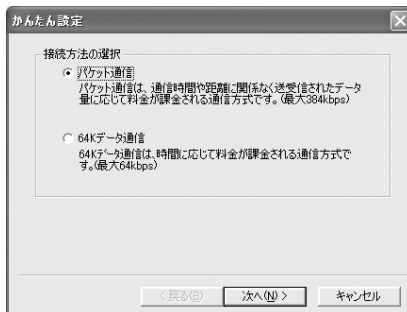 かんたん設定
接続方法の選択
パケット通信
パケット通信は、通信時間や距離に関係なく送受信されたデータ
量に応じて料金が課金される通信方式です。(最大384kbps)
64Kデータ通信
64Kデータ通信は、時間に応じて料金が課金される通信方式で
す。(最大64kbps)
< 戻る(B)
次へ(N) >
キャンセル